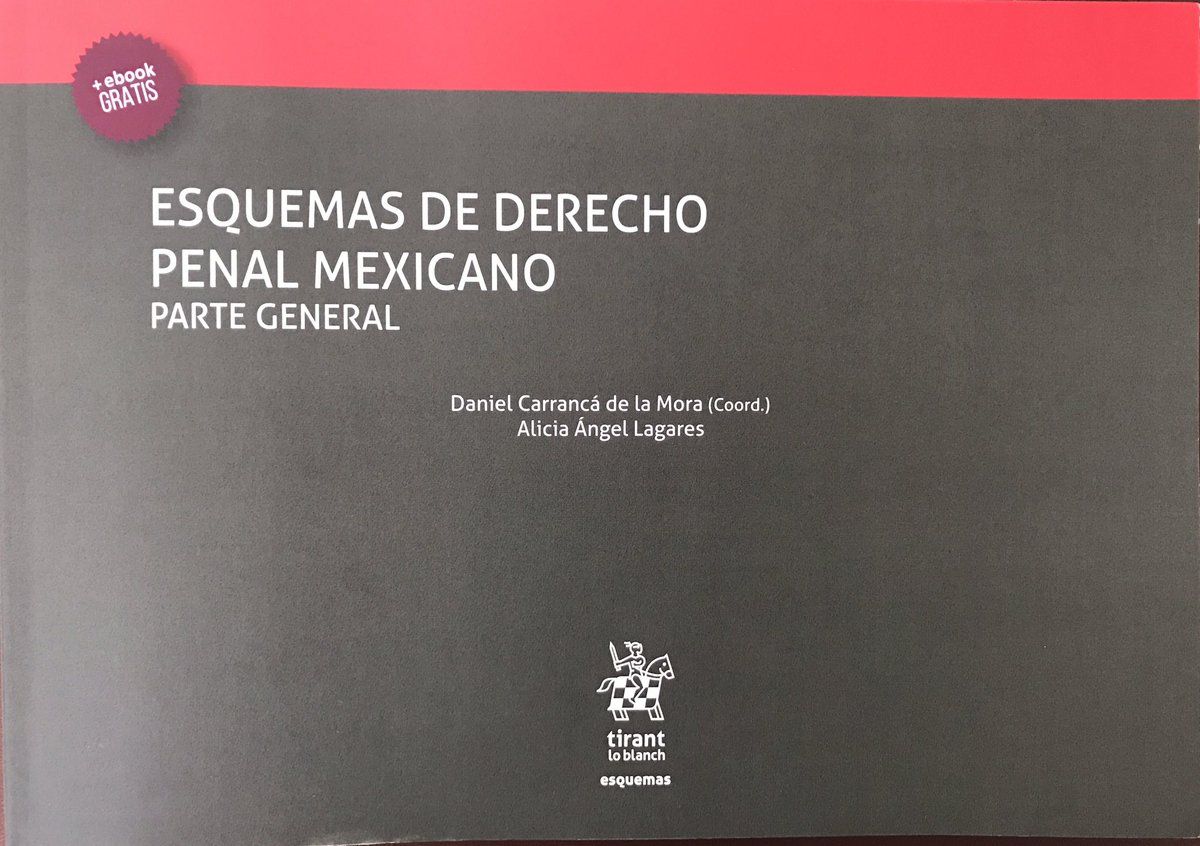 + ebook
GRATIS
ESQUEMAS DE DERECHO
PENAL MEXICANO
PARTE GENERAL
Daniel Carrancá de la Mora (Coord.)
Alicia Ángel Lagares
tirant
lo blanch
esquemas